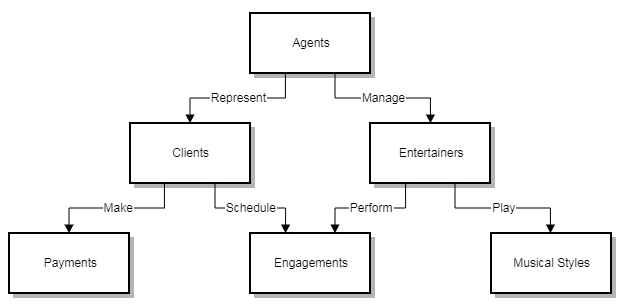 Agents
Represent
Manage
Clients
Entertainers
Make
Schedule
Perform
Play
Payments
Engagements
Musical Styles